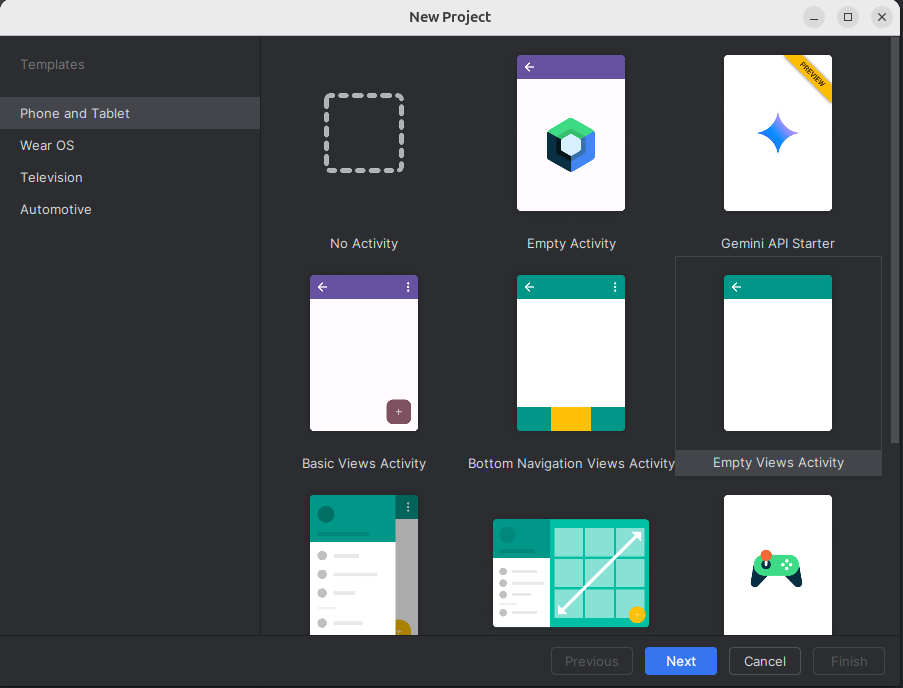 New Project
Templates
Phone and Tablet
Wear OS
Television
Automotive
PREVIEW
No Activity
Empty Activity
Gemini API Starter
Basic Views Activity
Bottom Navigation Views Activity
Empty Views Activity
Previous
Next
Cancel
Finish